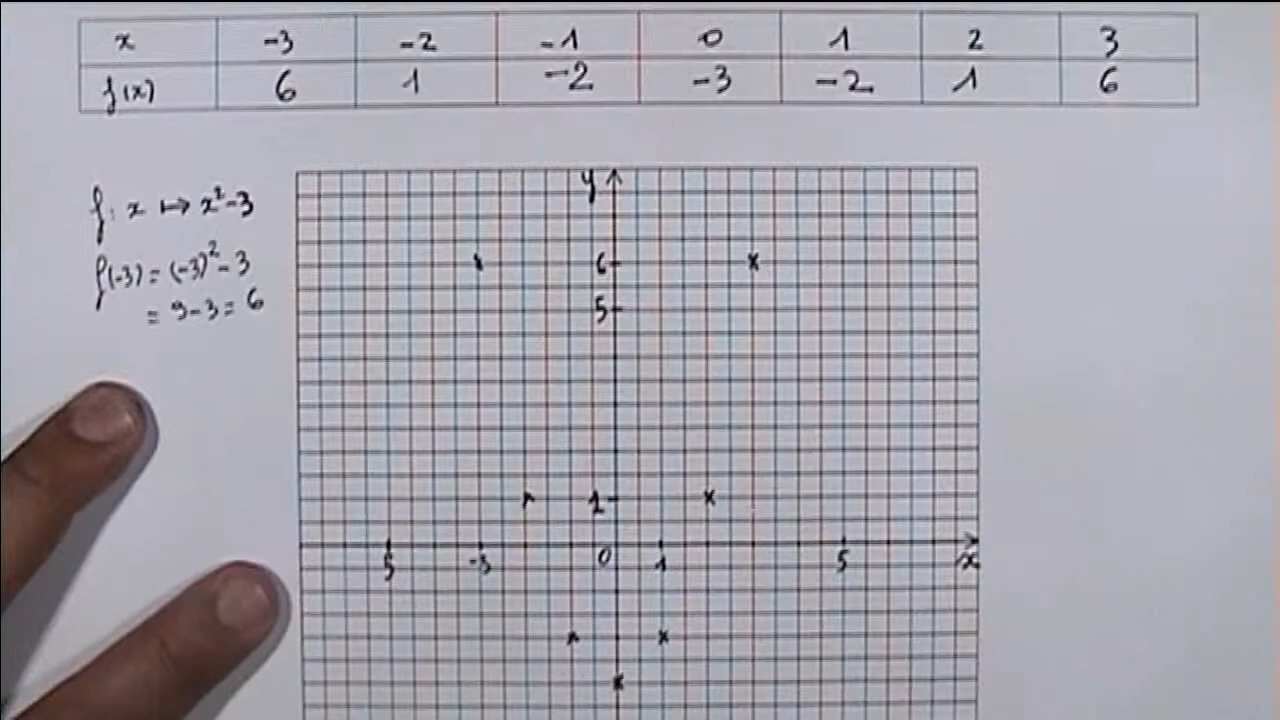 x -3 -2 -1 0 1 2 3
f(x) 6 1 -2 -3 -2 1 6
f: x ↦ x²-3
f(-3) = (-3)² - 3
= 9-3 = 6
y
6
5
1
5 -3 0 1 5 x